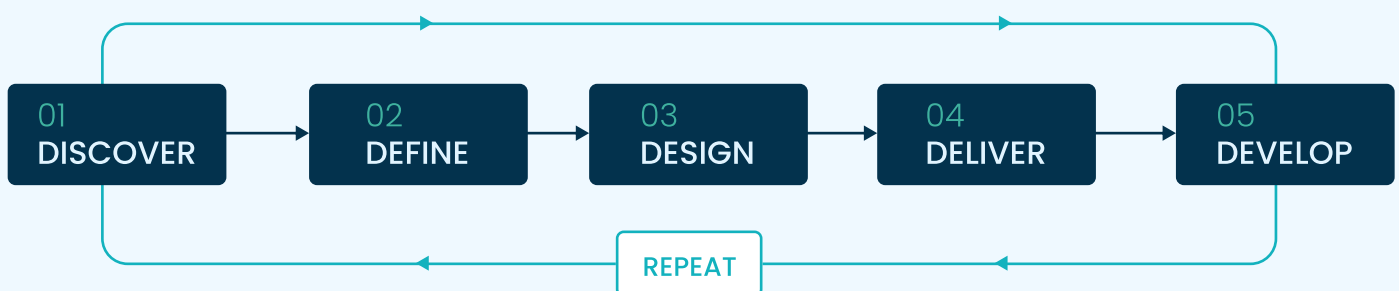 01
DISCOVER
02
DEFINE
03
DESIGN
04
DELIVER
05
DEVELOP
REPEAT